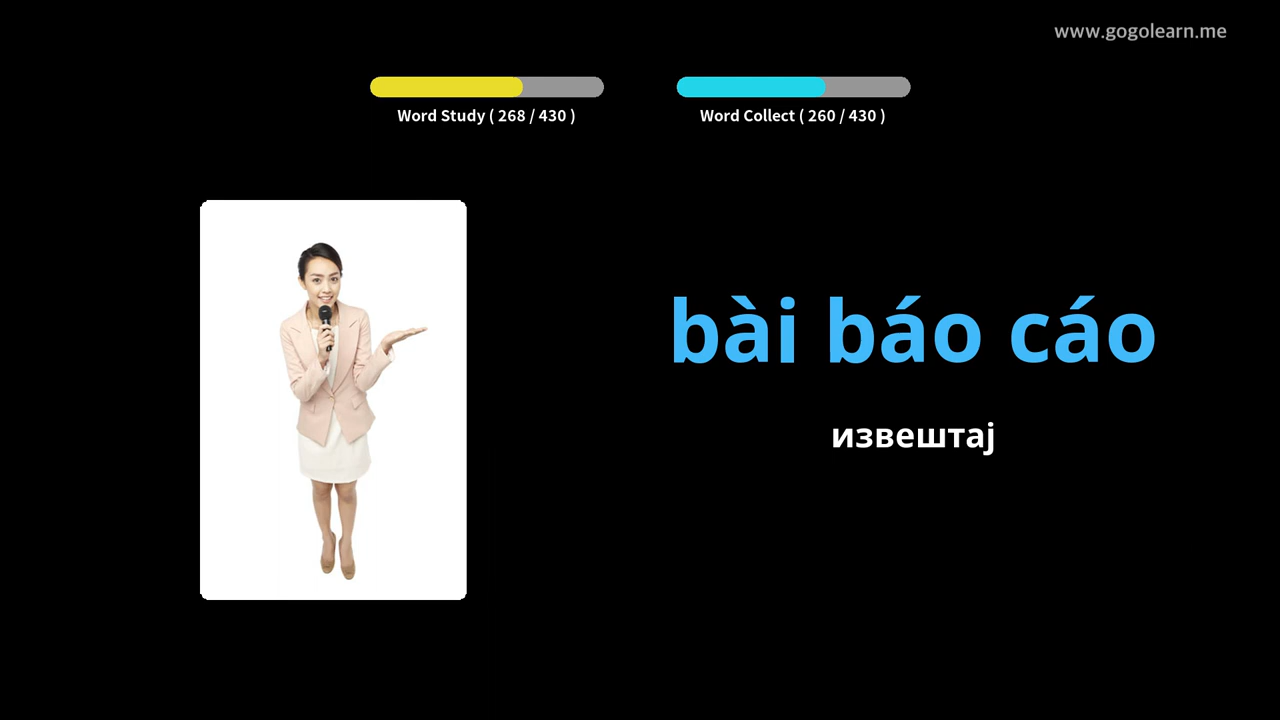 www.gogolearn.me
Word Study ( 268 / 430 )
Word Collect ( 260 / 430 )
bài báo cáo
извештај